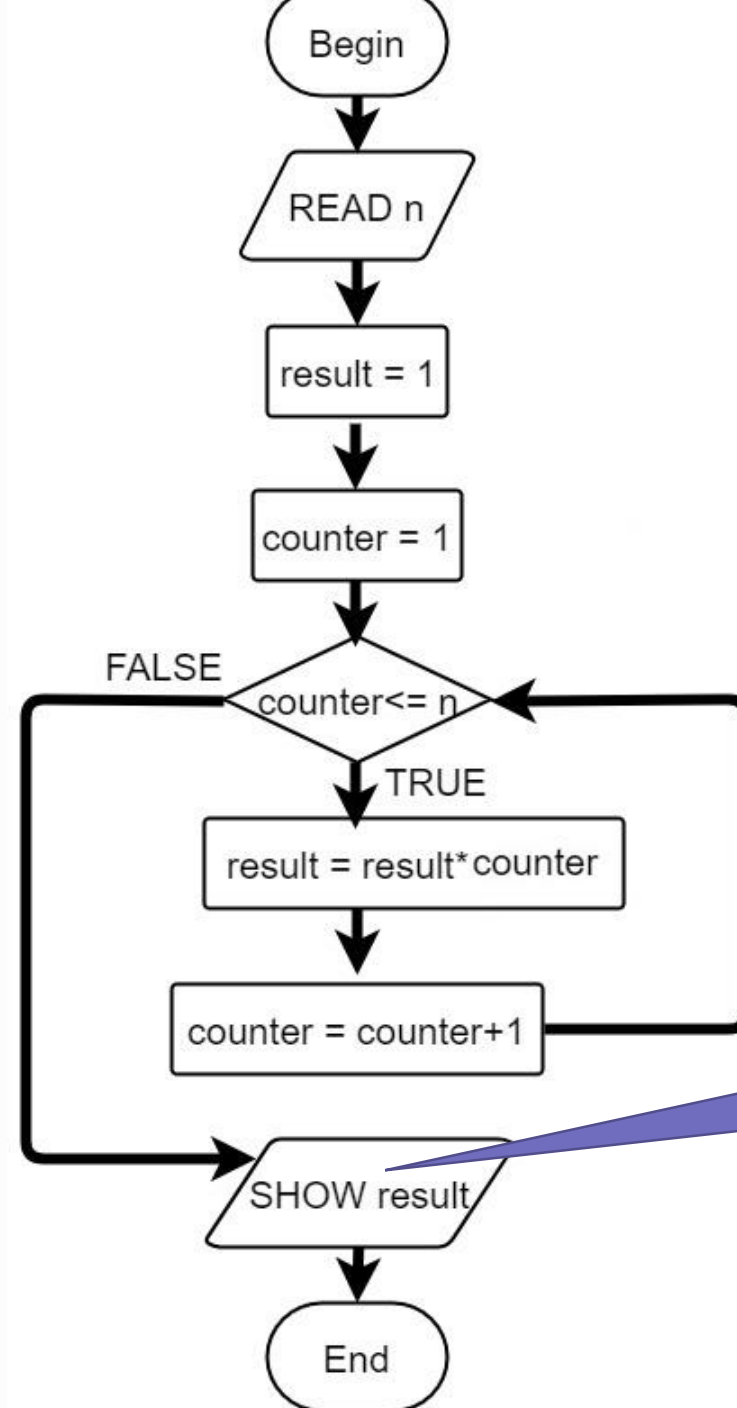 Begin
READ n
result = 1
counter = 1
FALSE
counter<= n
TRUE
result = result*counter
counter = counter+1
SHOW result
End